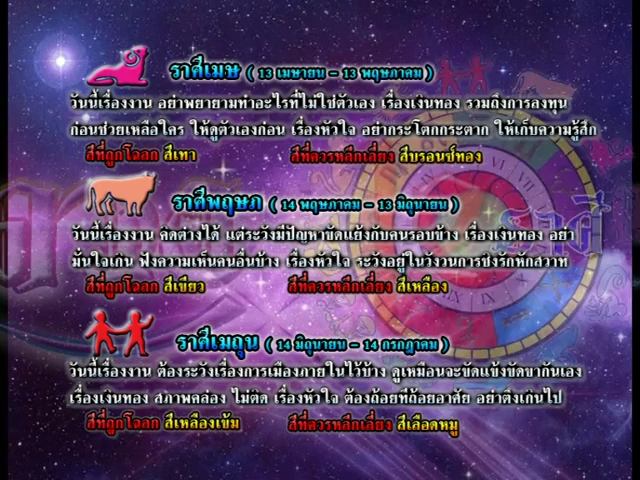 ราศีเมษ ( 13 เมษายน - 13 พฤษภาคม )
วันนี้เรื่องงาน อย่าพยายามทำอะไรที่ไม่ใช่ตัวเอง เรื่องเงินทอง รวมถึงการลงทุน
ก่อนช่วยเหลือใคร ให้ดูตัวเองก่อน เรื่องหัวใจ อย่ากระโตกกระตาก ให้เก็บความรู้สึก
สีที่ถูกโฉลก สีเทา สีที่ควรหลีกเลี่ยง สีบรอนซ์ทอง
ราศีพฤษภ ( 14 พฤษภาคม - 13 มิถุนายน )
วันนี้เรื่องงาน คิดต่างได้ แต่ระวังมีปัญหาขัดแย้งกับคนรอบข้าง เรื่องเงินทอง อยา
มั่นใจเกิน ฟังความเห็นคนอื่นบ้าง เรื่องหัวใจ ระวังอยู่ในวังวนการชิงรักหักสวาท
สีที่ถูกโฉลก สีเขียว สีที่ควรหลีกเลี่ยง สีเหลือง
ราศีเมถุน ( 14 มิถุนายน - 14 กรกฎาคม )
วันนี้เรื่องงาน ต้องระวังเรื่องการเมืองภายในไว้บ้าง ดูเหมือนจะขัดแข้งขัดขากันเอง
เรื่องเงินทอง สภาพคล่อง ไม่ติด เรื่องหัวใจ ต้องถ้อยทีถ้อยอาศัย อย่าตึงเกินไป
สีที่ถูกโฉลก สีเหลืองเข้ม สีที่ควรหลีกเลี่ยง สีเลือดหมู